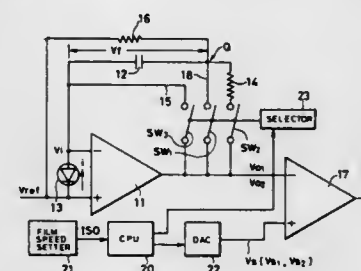 16
Vf
Q
12
18
14
15
23
SELECTOR
SW3
SW1
SW2
Vi
i
Vo1
Vo2
11
17
Vref
13
FILM
SPEED
SETTER
ISO
CPU
DAC
Vs (Vs1, Vs2)
21
20
22